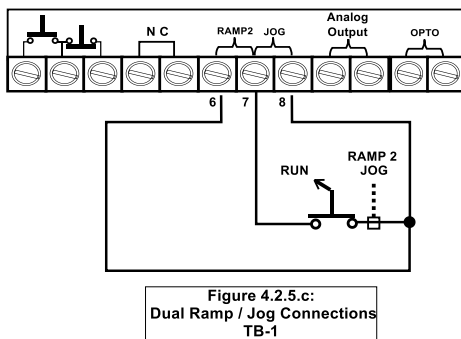 N C
RAMP2
JOG
Analog
Output
OPTO
6
7
8
RUN
RAMP 2
JOG
Figure 4.2.5.c:
Dual Ramp / Jog Connections
TB-1